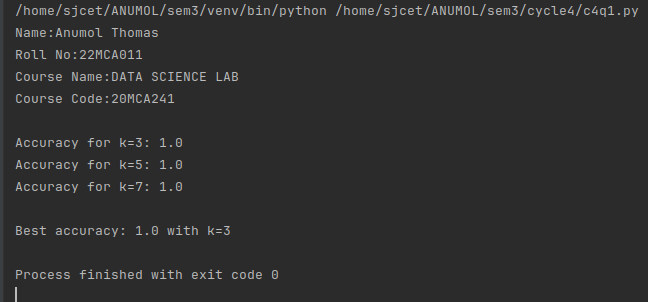 /home/sjcet/ANUMOL/sem3/venv/bin/python /home/sjcet/ANUMOL/sem3/cycle4/c4q1.py
Name:Anumol Thomas
Roll No:22MCA011
Course Name:DATA SCIENCE LAB
Course Code:20MCA241
Accuracy for k=3: 1.0
Accuracy for k=5: 1.0
Accuracy for k=7: 1.0
Best accuracy: 1.0 with k=3
Process finished with exit code 0